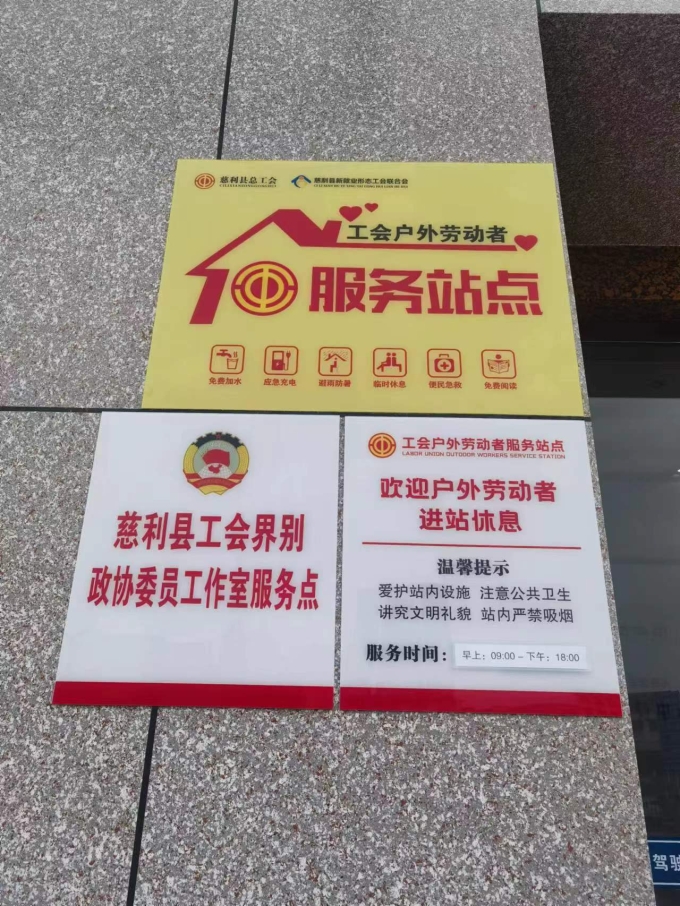 慈利县总工会
慈利县新就业形态工会联合会
工会户外劳动者
服务站点
免费加水 应急充电 避雨防暑 临时休息 便民急救 免费阅读
慈利县工会界别
政协委员工作室服务点
工会户外劳动者服务站点
LABOR UNION OUTDOOR WORKERS SERVICE STATION
欢迎户外劳动者
进站休息
温馨提示
爱护站内设施 注意公共卫生
讲究文明礼貌 站内严禁吸烟
服务时间: 早上: 09:00 – 下午: 18:00
驾驶